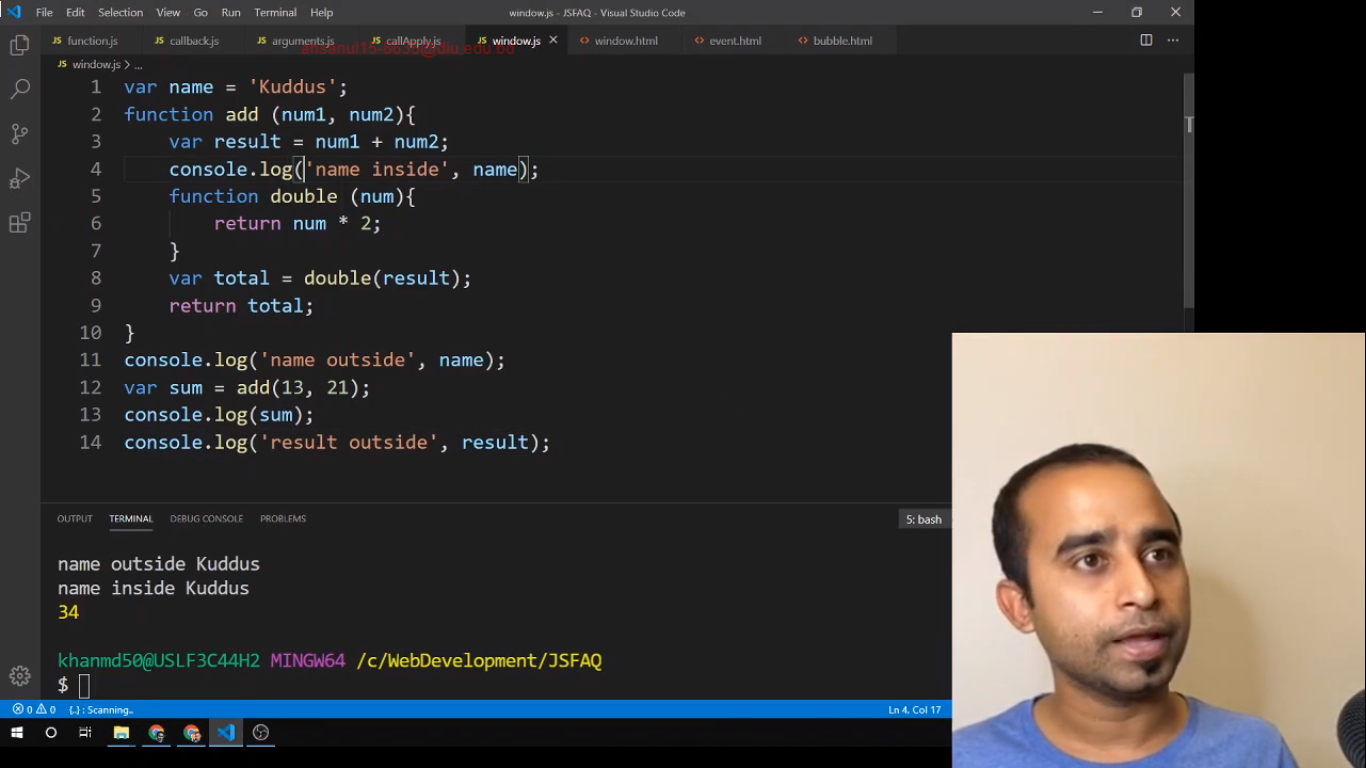 File Edit Selection View Go Run Terminal Help window.js - JSFAQ - Visual Studio Code
JS function.js JS callback.js JS arguments.js JS callApply.js JS window.js window.html event.html bubble.html
ahsanul15-6635@diu.edu.bd
JS window.js > ...
1 var name = 'Kuddus';
2 function add (num1, num2){
3 var result = num1 + num2;
4 console.log('name inside', name);
5 function double (num){
6 return num * 2;
7 }
8 var total = double(result);
9 return total;
10 }
11 console.log('name outside', name);
12 var sum = add(13, 21);
13 console.log(sum);
14 console.log('result outside', result);
OUTPUT TERMINAL DEBUG CONSOLE PROBLEMS 5: bash
name outside Kuddus
name inside Kuddus
34
khanmd50@USLF3C44H2 MINGW64 /c/WebDevelopment/JSFAQ
$
0 0 {..} : Scanning.. Ln 4, Col 17